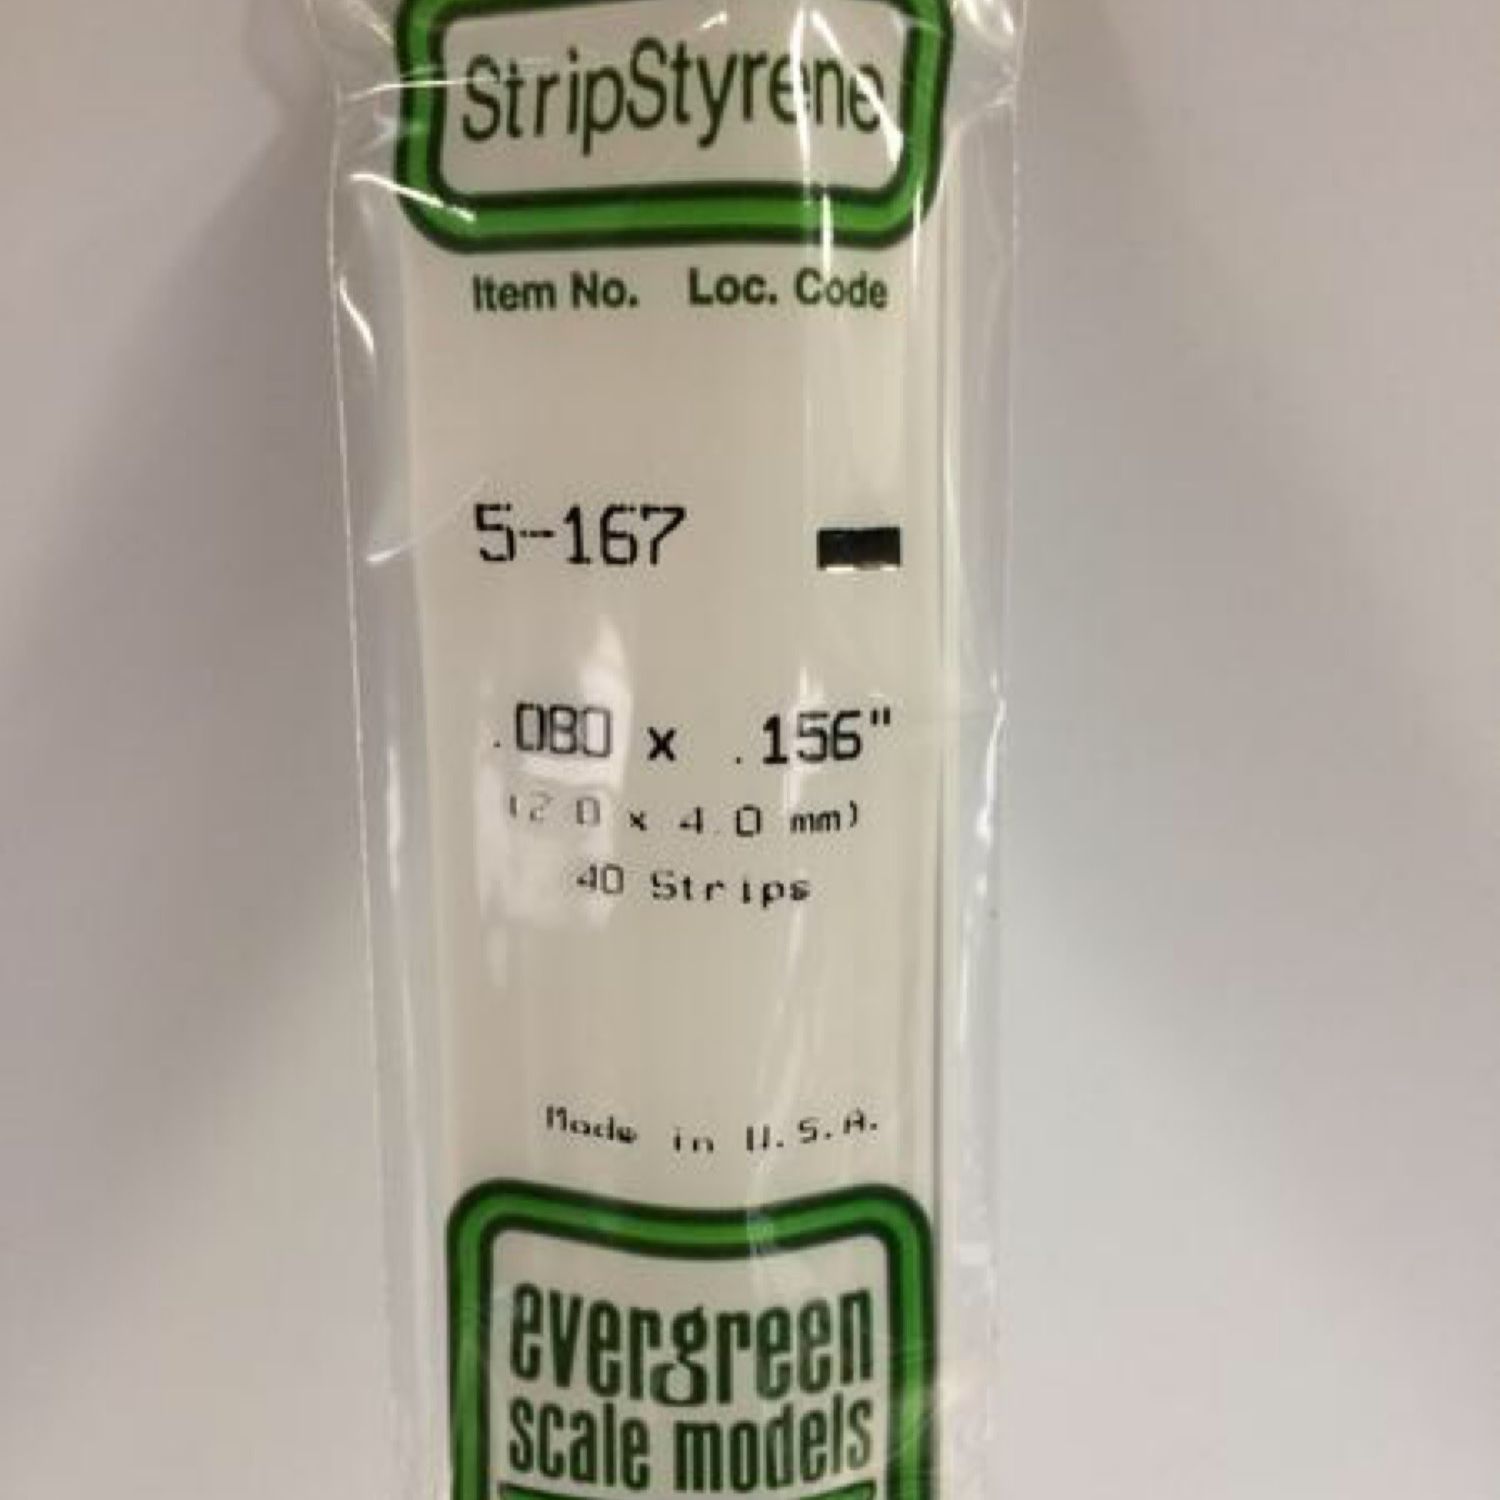 StripStyrene
Item No. Loc. Code
5-167
.080 x .156"
(2.0 x 4.0 mm)
40 Strips
Made in U.S.A.
evergreen
scale models